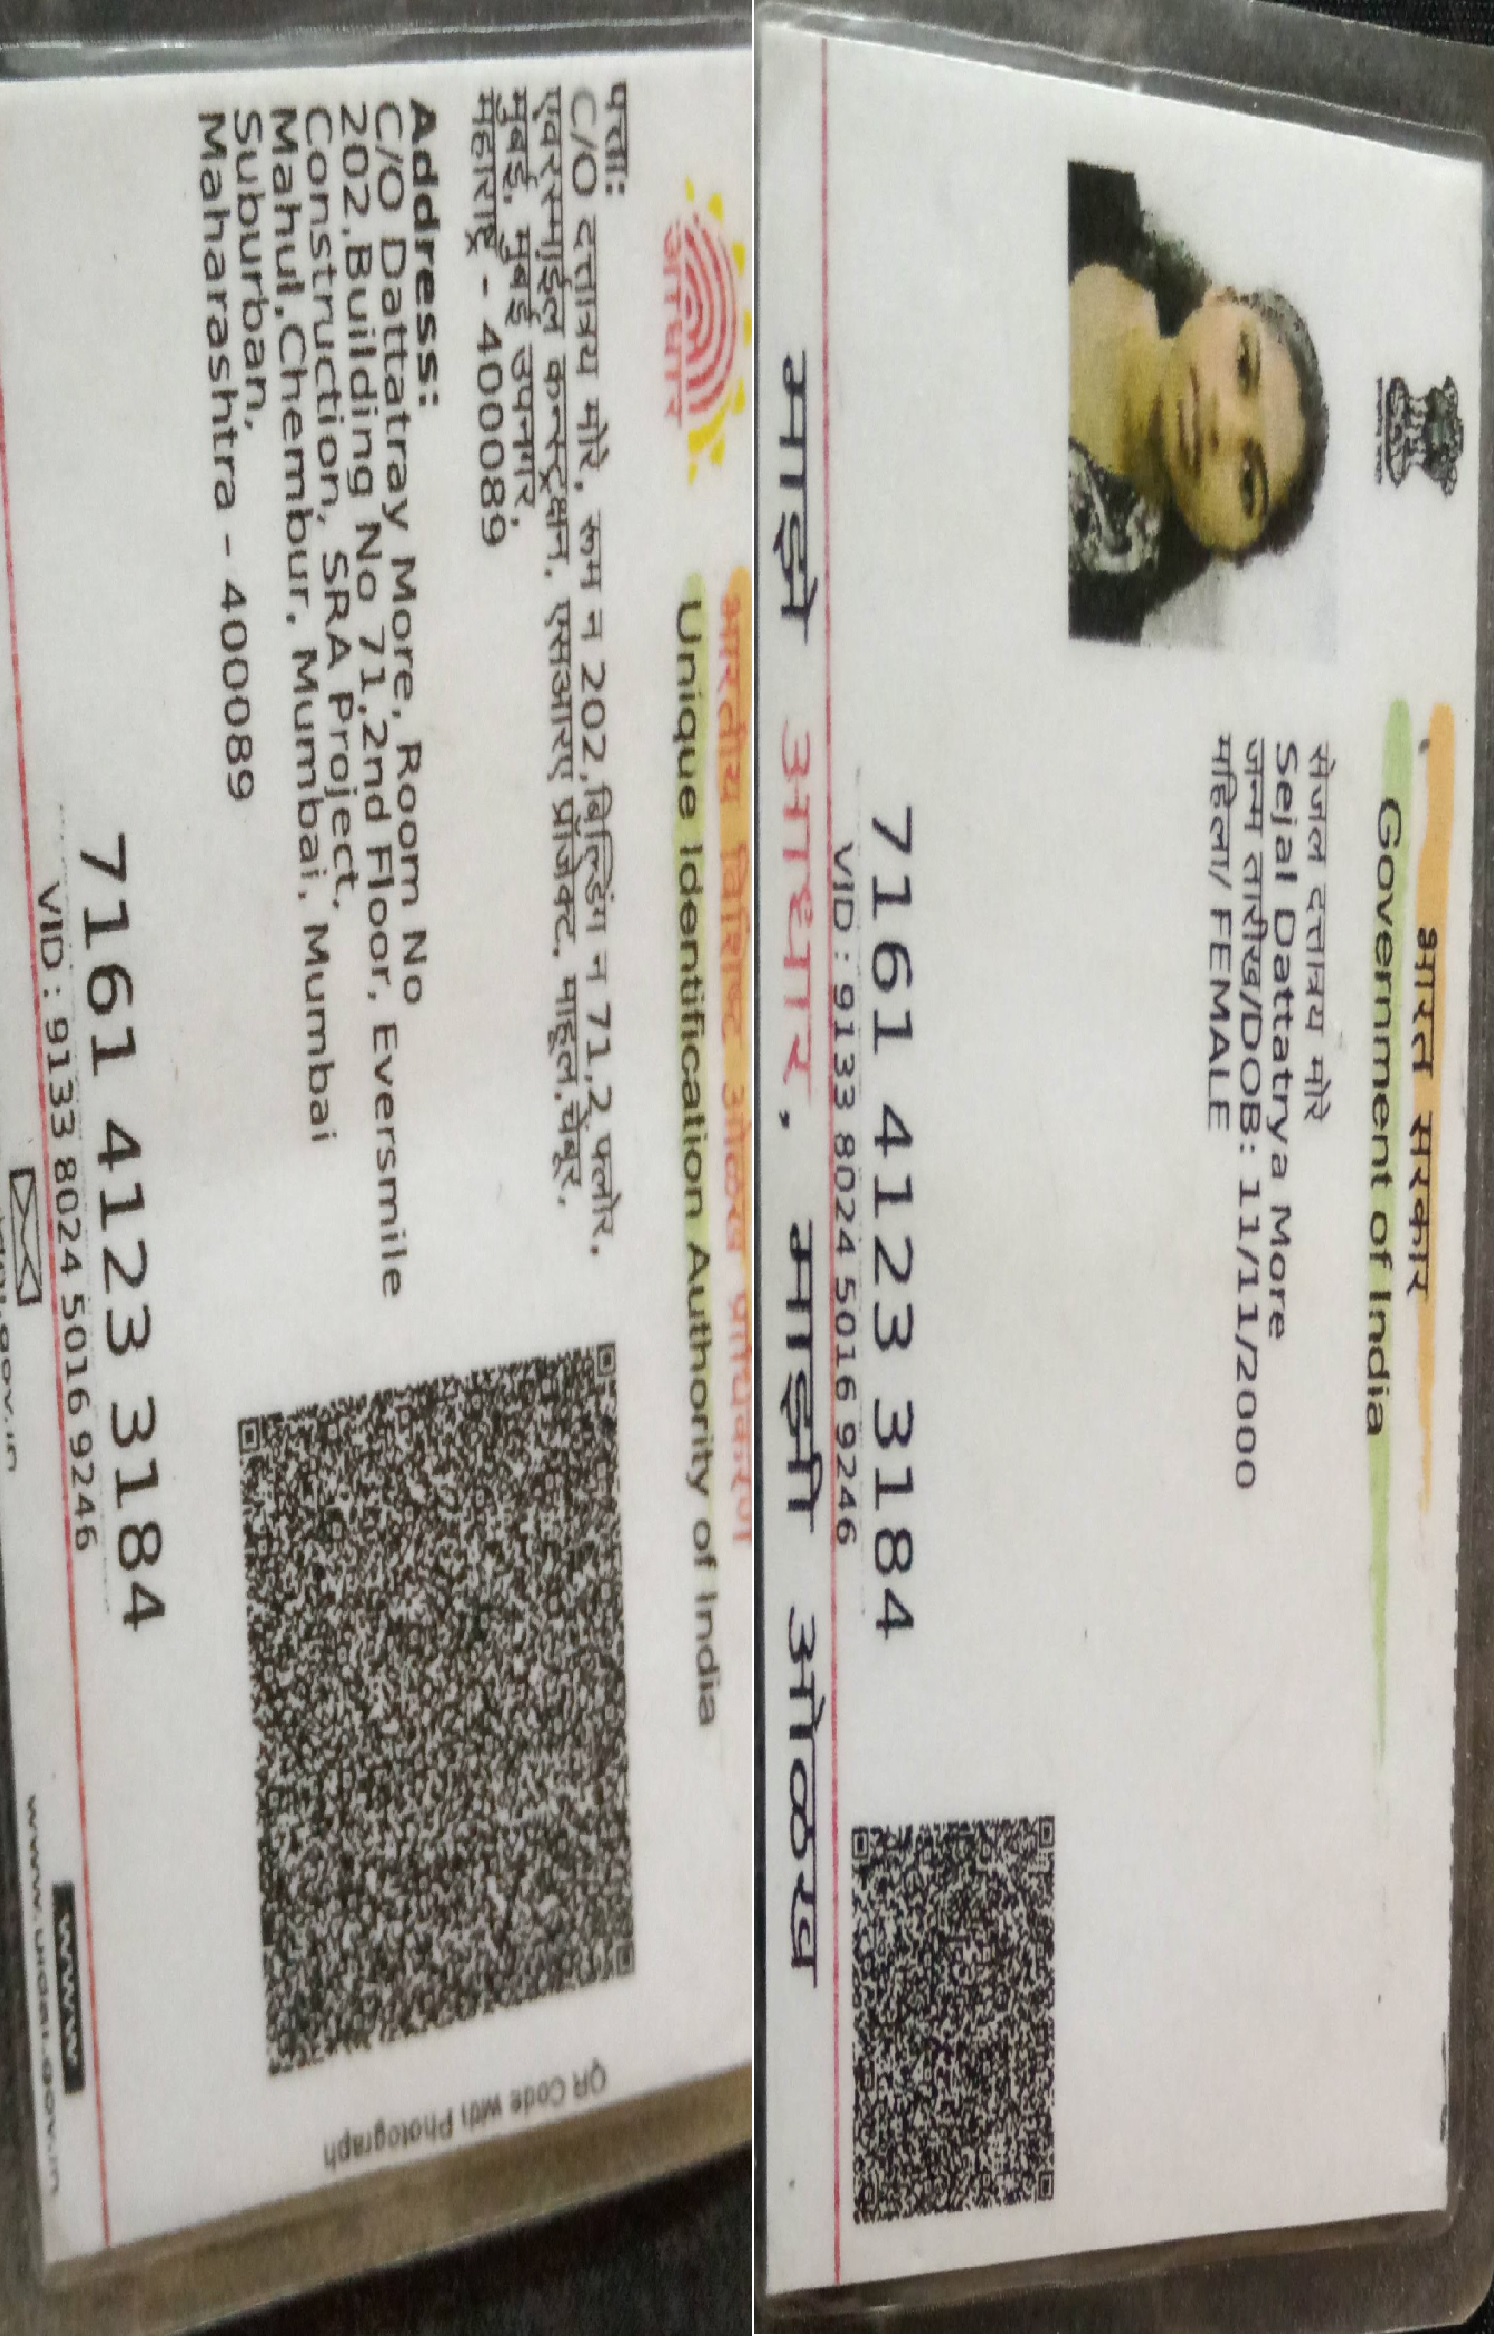 भारत सरकार
Government of India
सेजल दत्तात्रय मोरे
Sejal Dattatrya More
जन्म तारीख/DOB: 11/11/2000
महिला/ FEMALE
7161 4123 3184
VID : 9133 8024 5016 9246
माझे आधार, माझी ओळख
भारतीय विशिष्ट ओळख प्राधिकरण
Unique Identification Authority of India
आधार
पत्ता:
C/O दत्तात्रय मोरे, रूम न 202,बिल्डिंग न 71,2 फ्लोर,
एवरस्माईल कन्स्ट्रक्षन, एसआरए प्रॉजेक्ट, माहूल,चेंबूर,
मुंबई, मुंबई उपनगर,
महाराष्ट्र - 400089
Address:
C/O Dattatray More, Room No
202,Building No 71,2nd Floor, Eversmile
Construction, SRA Project,
Mahul,Chembur, Mumbai, Mumbai
Suburban,
Maharashtra - 400089
QR Code with Photograph
7161 4123 3184
VID : 9133 8024 5016 9246
www
www.uidai.gov.in